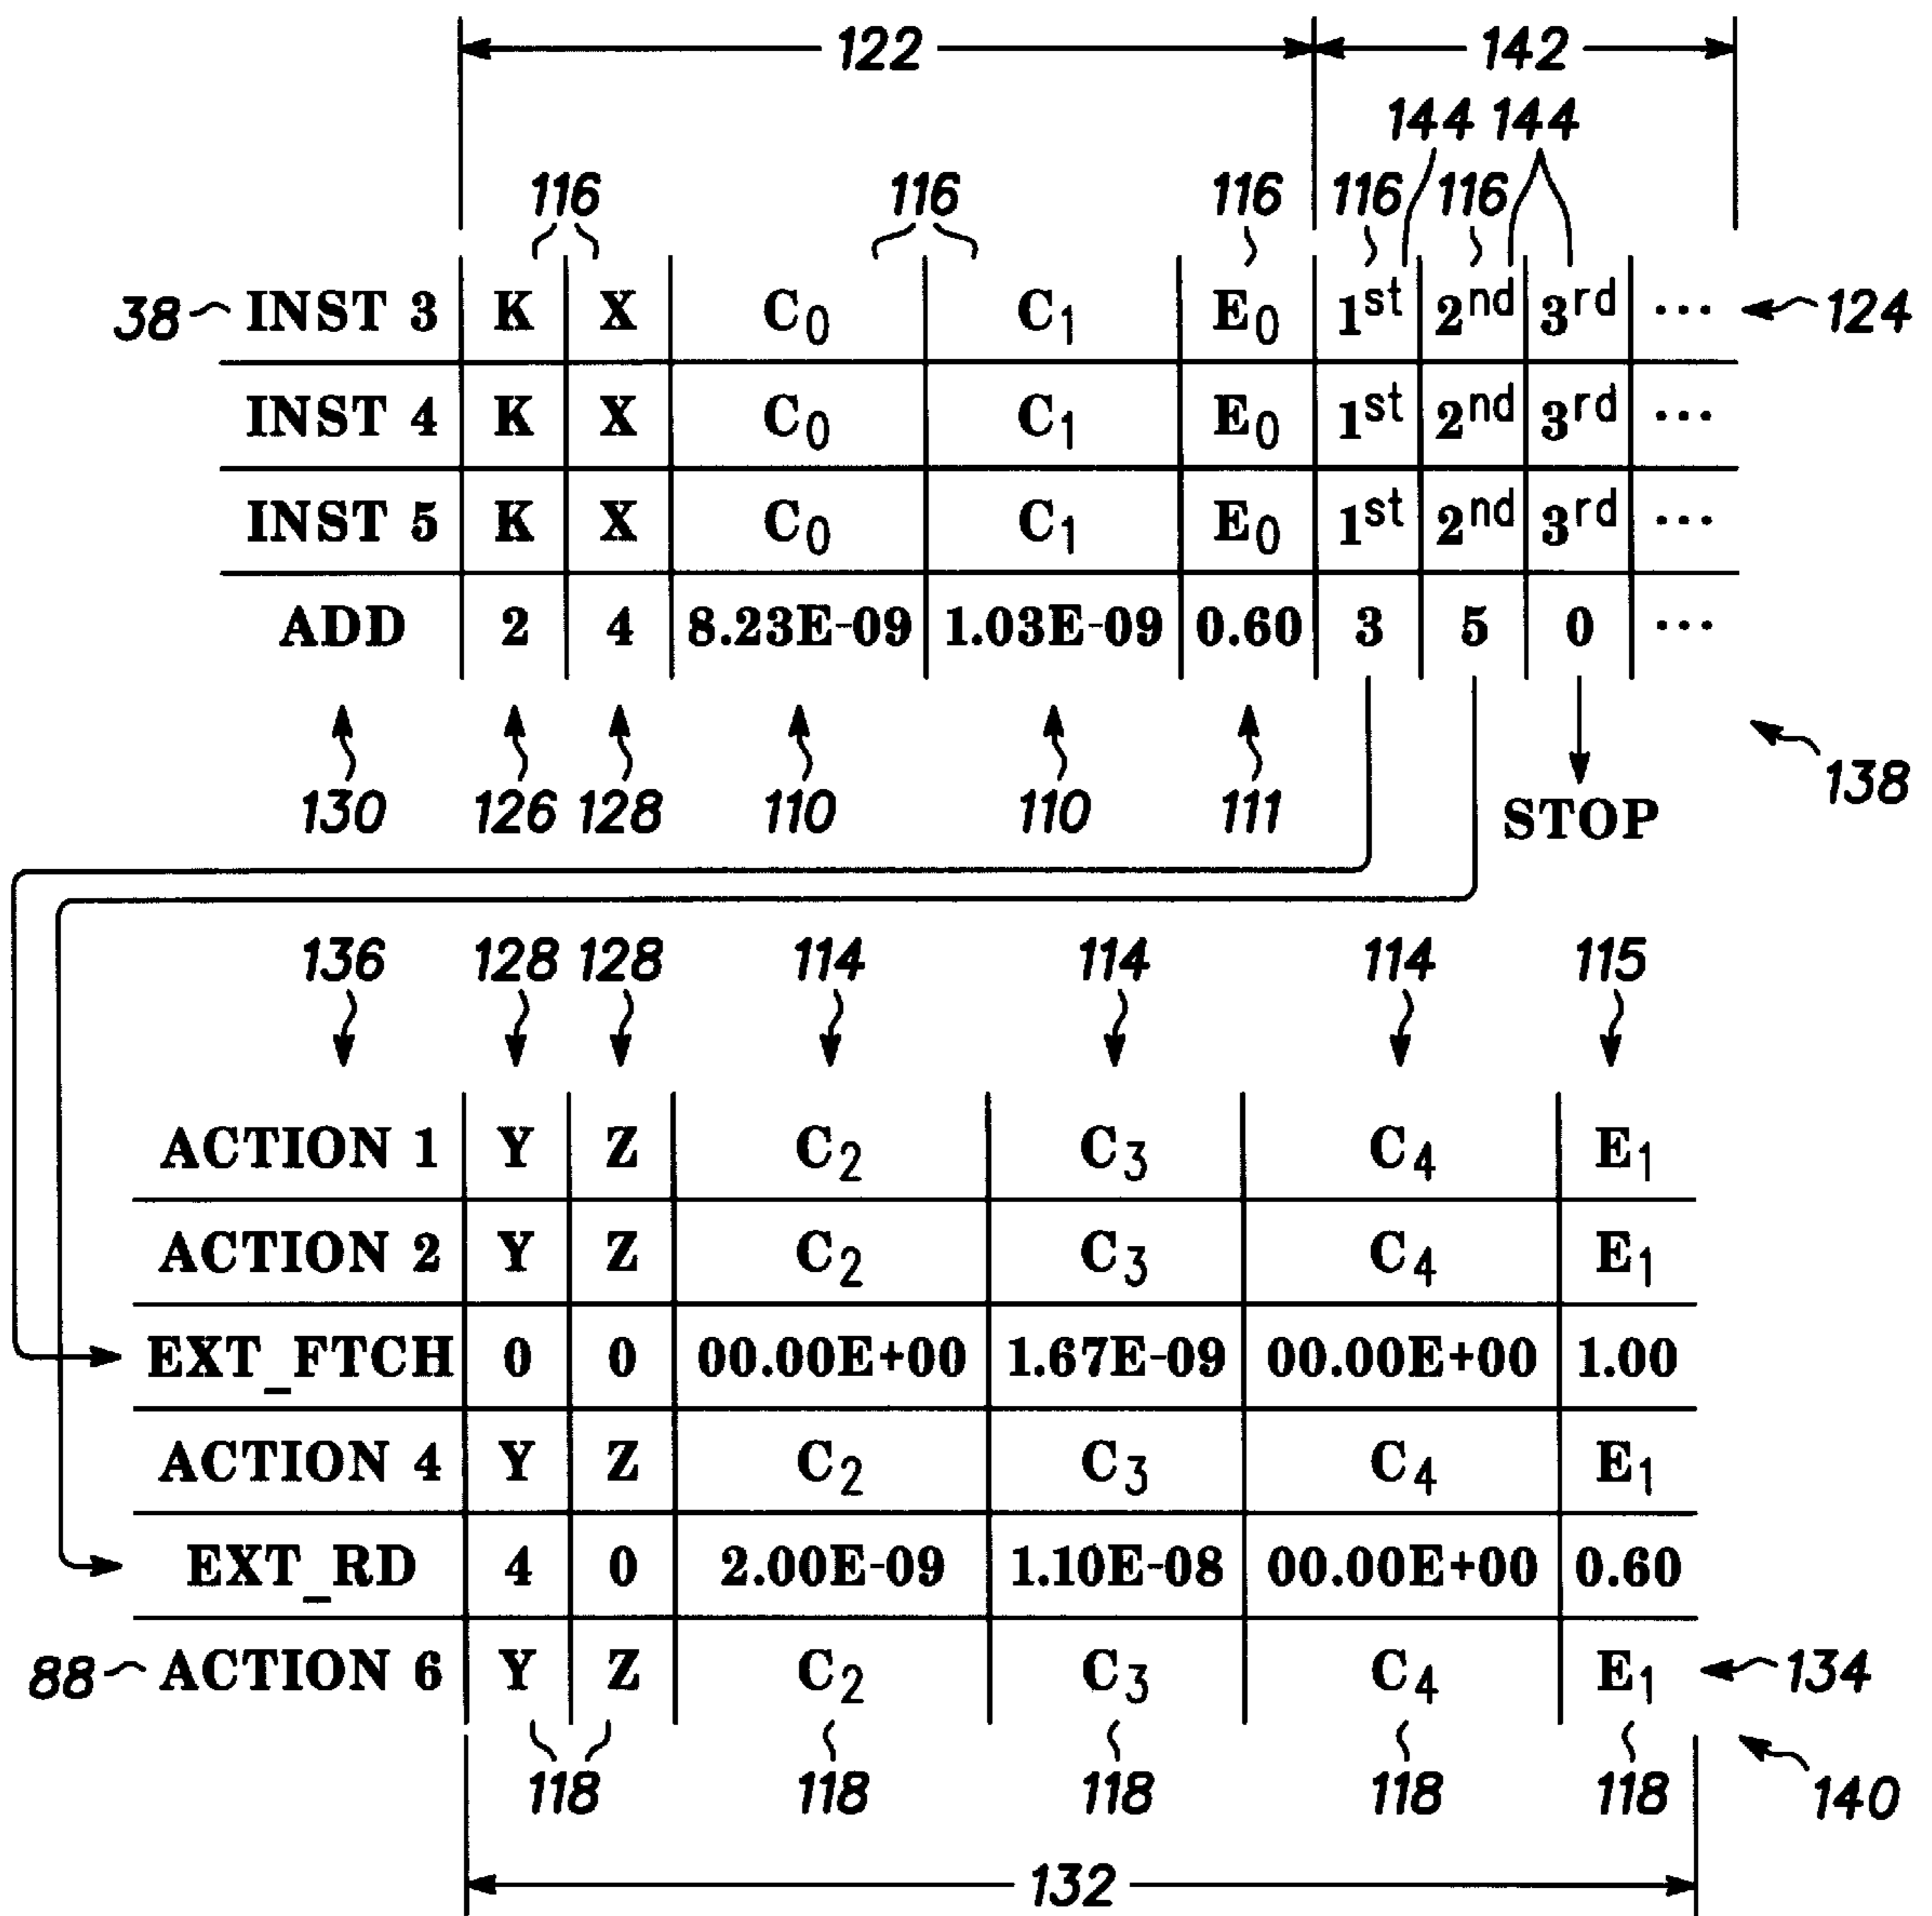 122 142
144 144
116 116 116 116 116
38 INST 3 K X C0 C1 E0 1st 2nd 3rd ... 124
INST 4 K X C0 C1 E0 1st 2nd 3rd ...
INST 5 K X C0 C1 E0 1st 2nd 3rd ...
ADD 2 4 8.23E-09 1.03E-09 0.60 3 5 0 ...
130 126 128 110 110 111 STOP 138
136 128 128 114 114 114 115
ACTION 1 Y Z C2 C3 C4 E1
ACTION 2 Y Z C2 C3 C4 E1
EXT_FTCH 0 0 00.00E+00 1.67E-09 00.00E+00 1.00
ACTION 4 Y Z C2 C3 C4 E1
EXT_RD 4 0 2.00E-09 1.10E-08 00.00E+00 0.60
88 ACTION 6 Y Z C2 C3 C4 E1 134
118 118 118 118 118 140
132